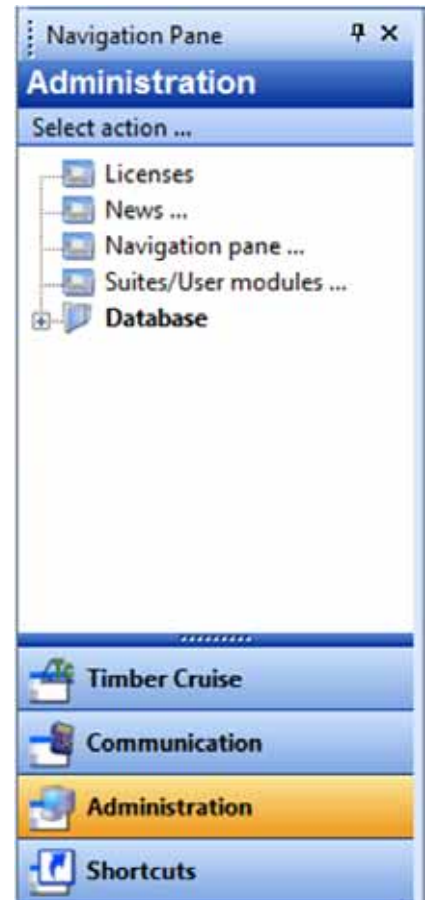 Navigation Pane
Administration
Select action ...
Licenses
News ...
Navigation pane ...
Suites/User modules ...
Database
Timber Cruise
Communication
Administration
Shortcuts